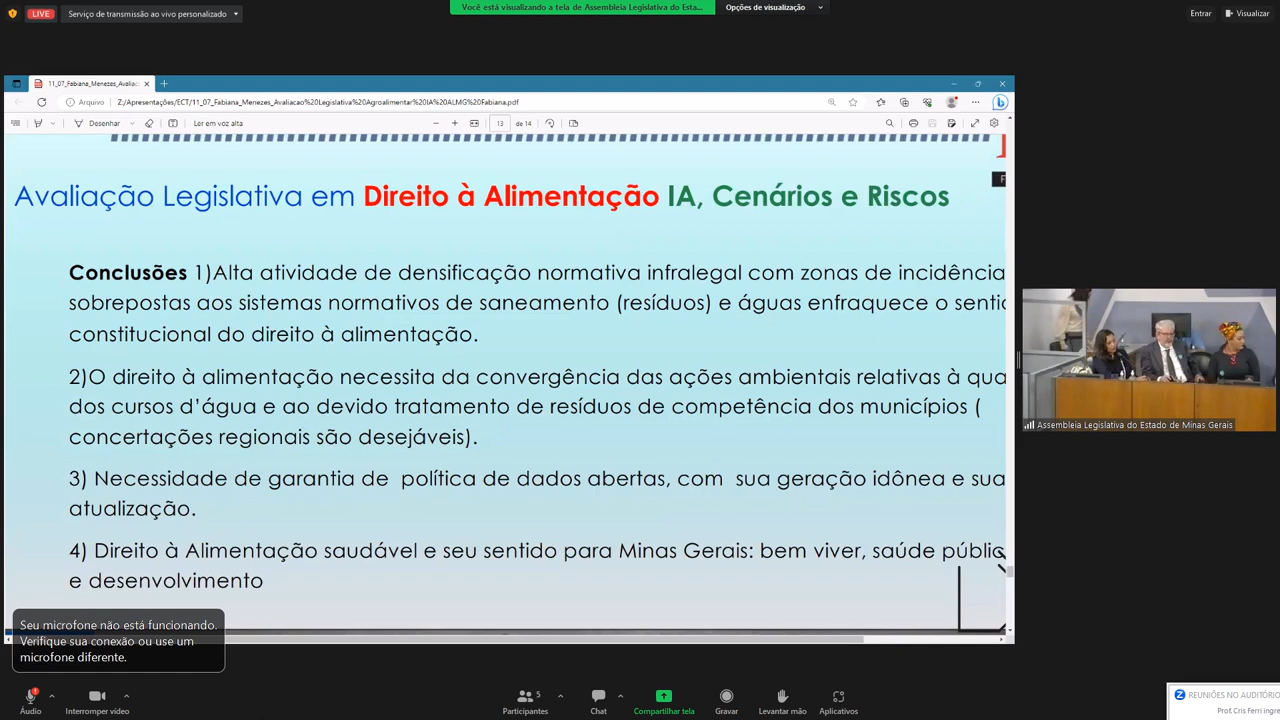 LIVE
Serviço de transmissão ao vivo personalizado
Você está visualizando a tela de Assembleia Legislativa do Esta...
Opções de visualização
Entrar
Visualizar
11_07_Fabiana_Menezes_Avaliac
Arquivo
Z:/Apresentações/ECT/11_07_Fabiana_Menezes_Avaliacao%20Legislativa%20Agroalimentar%20IA%20ALMG%20Fabiana.pdf
Desenhar
Ler em voz alta
13
de 14
Avaliação Legislativa em Direito à Alimentação IA, Cenários e Riscos
Conclusões 1)Alta atividade de densificação normativa infralegal com zonas de incidência
sobrepostas aos sistemas normativos de saneamento (resíduos) e águas enfraquece o sentic
constitucional do direito à alimentação.
2)O direito à alimentação necessita da convergência das ações ambientais relativas à qua
dos cursos d’água e ao devido tratamento de resíduos de competência dos municípios (
concertações regionais são desejáveis).
3) Necessidade de garantia de política de dados abertas, com sua geração idônea e sua
atualização.
4) Direito à Alimentação saudável e seu sentido para Minas Gerais: bem viver, saúde públic
e desenvolvimento
Assembleia Legislativa do Estado de Minas Gerais
Seu microfone não está funcionando.
Verifique sua conexão ou use um
microfone diferente.
Áudio
Interromper vídeo
5
Participantes
Chat
Compartilhar tela
Gravar
Levantar mão
Aplicativos
REUNIÕES NO AUDITÓRIO
Prof. Cris Ferri ingre